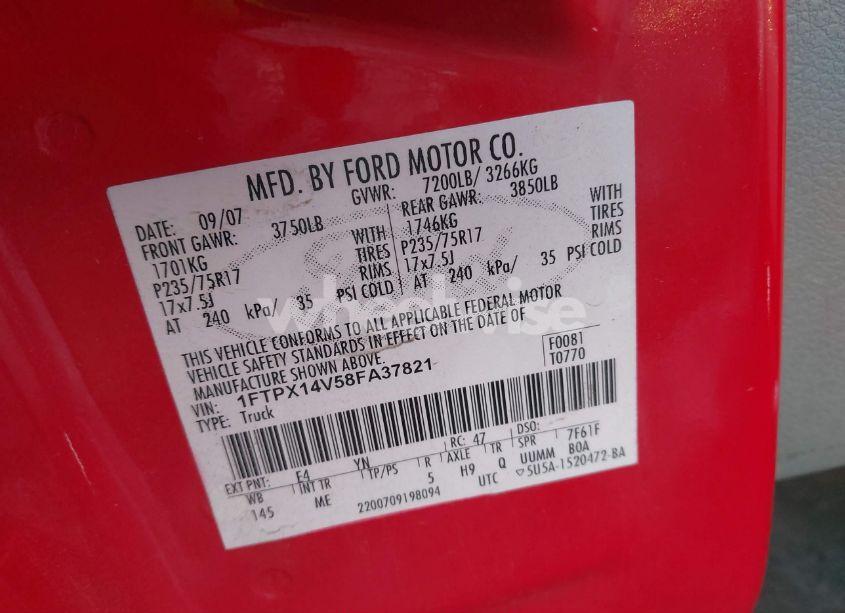 MFD. BY FORD MOTOR CO.
DATE: 09/07 GVWR: 7200LB/ 3266KG
FRONT GAWR: 3750LB REAR GAWR: 3850LB
1701KG WITH 1746KG WITH
P235/75R17 TIRES P235/75R17 TIRES
17x7.5J RIMS 17x7.5J RIMS
AT 240 kPa/ 35 PSI COLD AT 240 kPa/ 35 PSI COLD
THIS VEHICLE CONFORMS TO ALL APPLICABLE FEDERAL MOTOR
VEHICLE SAFETY STANDARDS IN EFFECT ON THE DATE OF
MANUFACTURE SHOWN ABOVE.
VIN: 1FTPX14V58FA37821 F0081
TYPE: Truck T0770
EXT PNT: F4 YN RC: 47 DSO: 7F61F
WB INT TR TP/PS R AXLE TR SPR B0A
145 ME 5 H9 Q UUMM
2200709198094 UTC ▽5U5A-1520472-BA
wheelwise